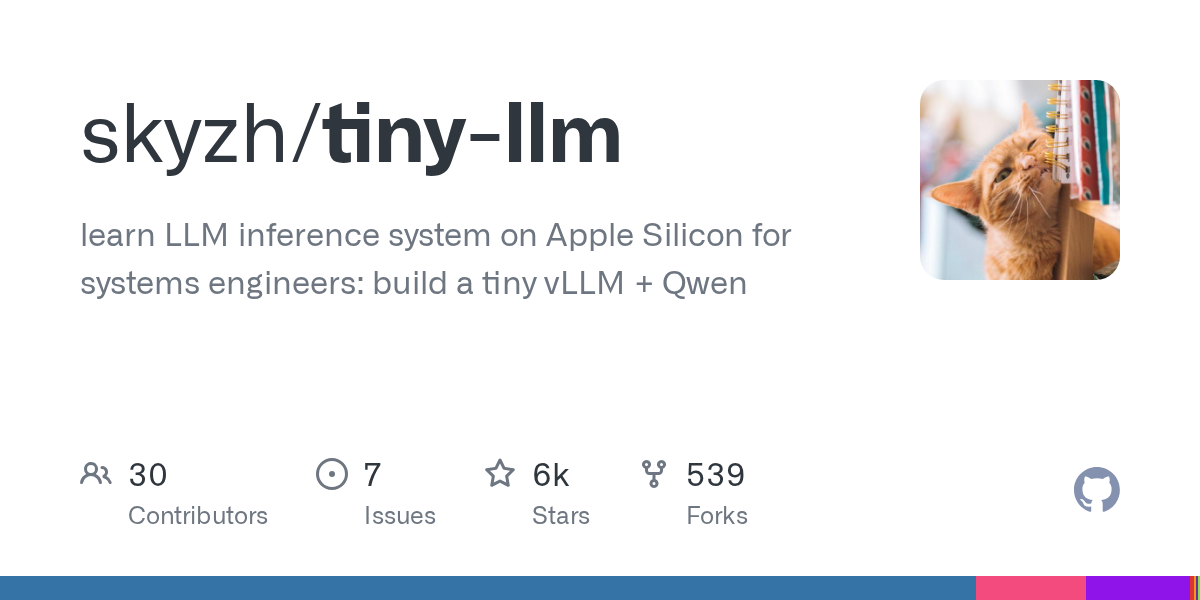 skyzh/tiny-llm
learn LLM inference system on Apple Silicon for
systems engineers: build a tiny vLLM + Qwen
30
Contributors
7
Issues
6k
Stars
539
Forks